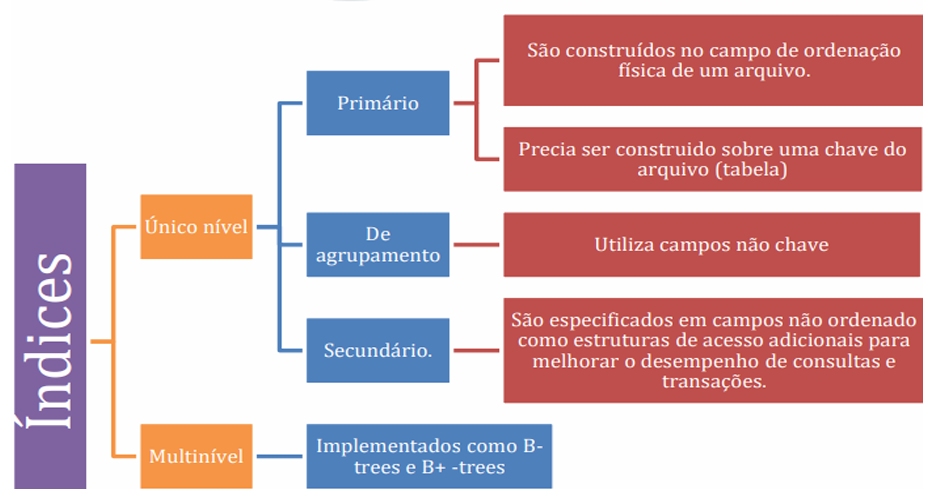 Índices
Único nível
Primário
São construídos no campo de ordenação
física de um arquivo.
Precia ser construido sobre uma chave do
arquivo (tabela)
De
agrupamento
Utiliza campos não chave
Secundário.
São especificados em campos não ordenado
como estruturas de acesso adicionais para
melhorar o desempenho de consultas e
transações.
Multinível
Implementados como B-
trees e B+ -trees